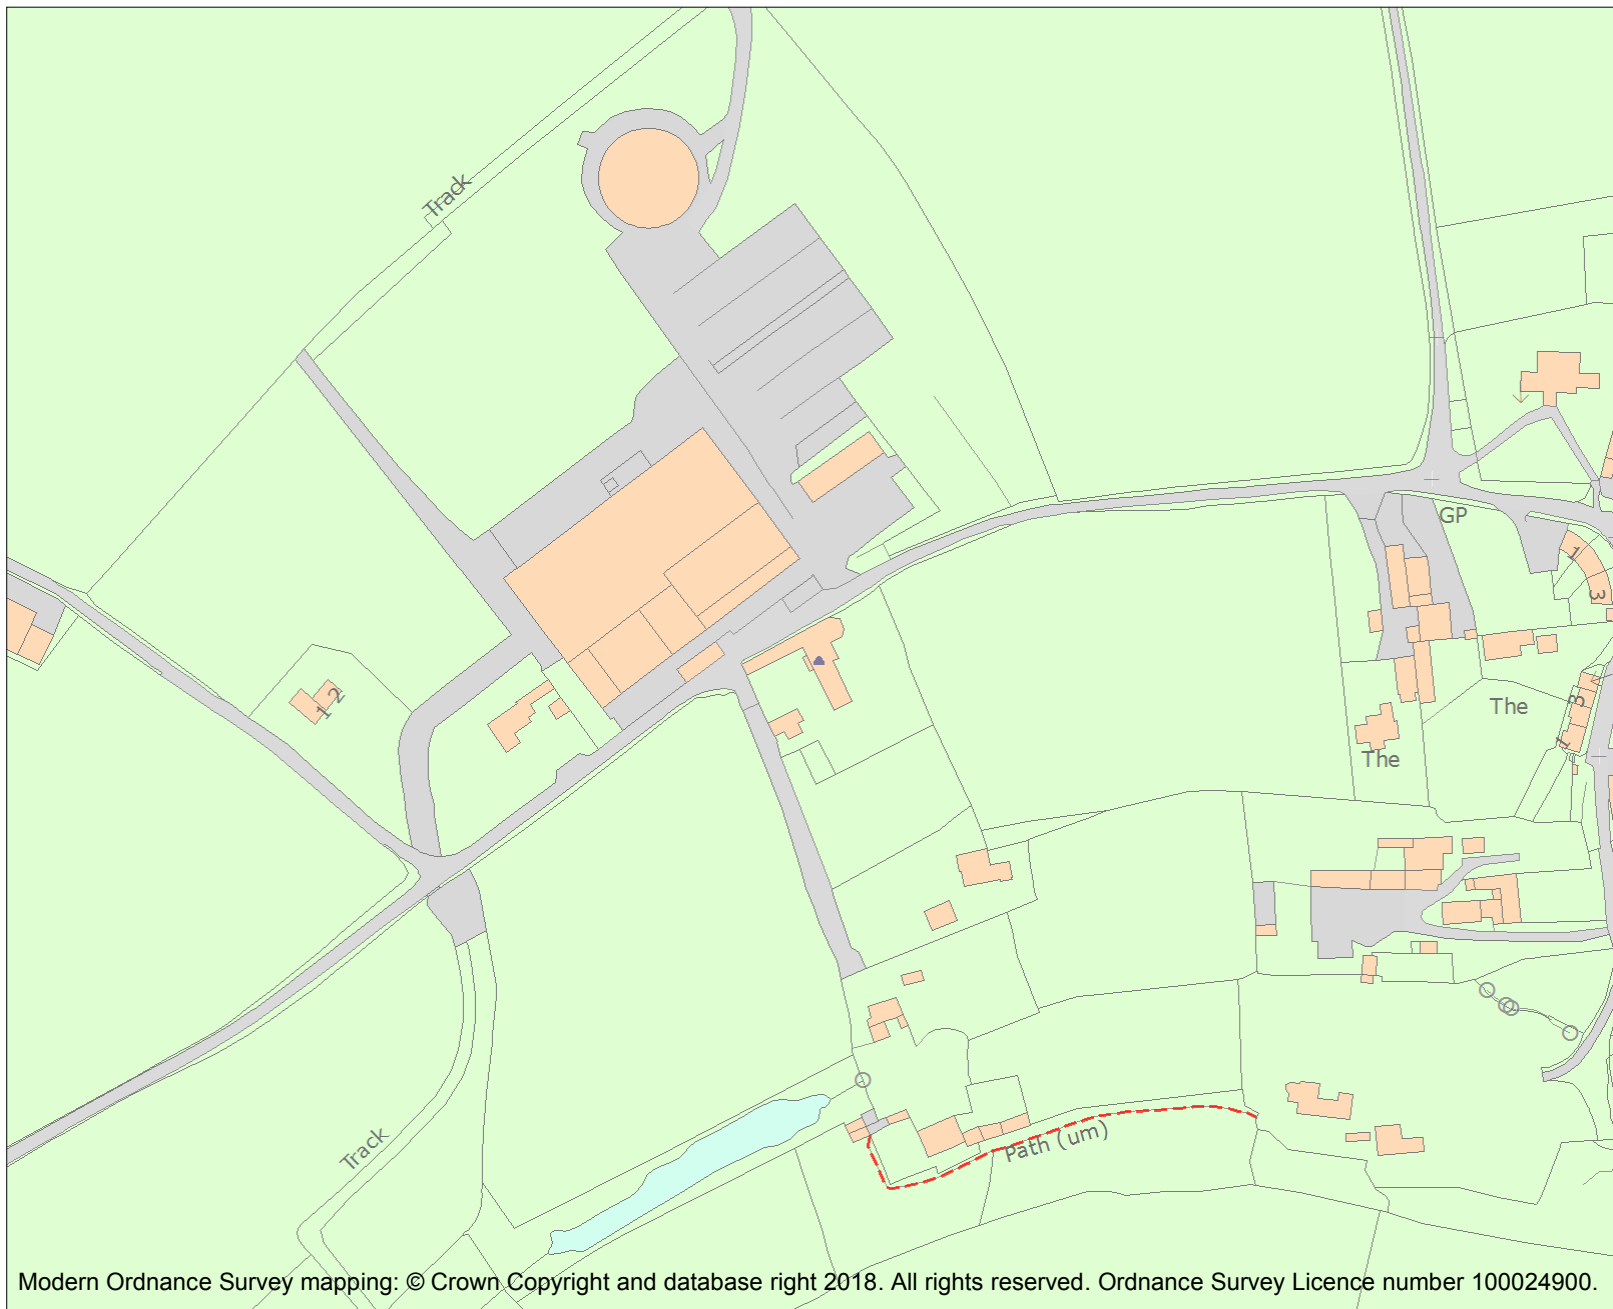 Track
GP
1
3
1 2
The
3
1
The
Path (um)
Track
Modern Ordnance Survey mapping: © Crown Copyright and database right 2018. All rights reserved. Ordnance Survey Licence number 100024900.